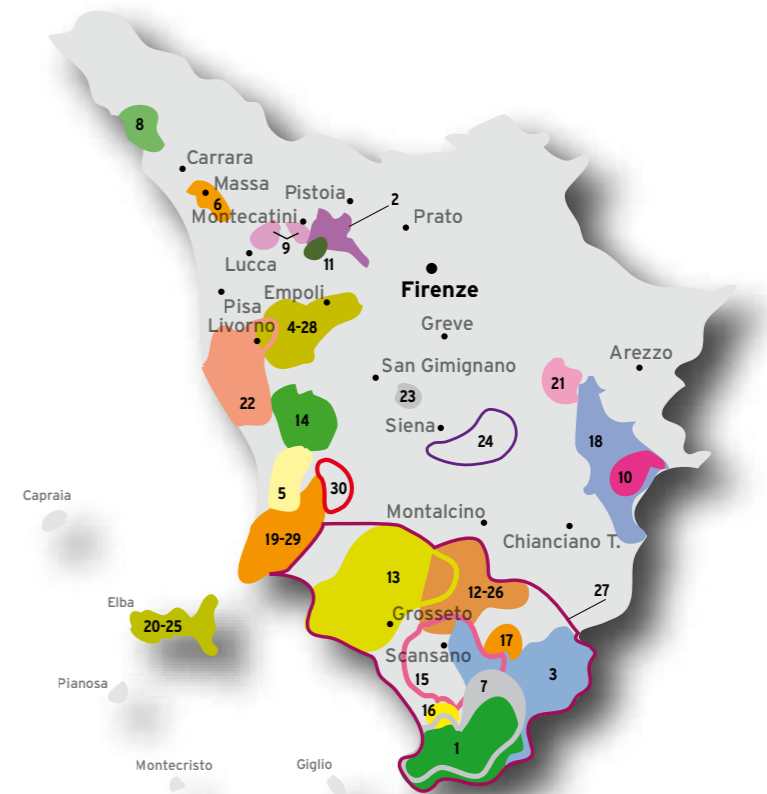 8
Carrara
Massa
6
Pistoia
2
Montecatini
Prato
9
11
Lucca
Firenze
Empoli
Pisa
Livorno
4-28
Greve
Arezzo
San Gimignano
21
22
23
14
Siena
24
18
10
5
30
Capraia
Montalcino
19-29
Chianciano T.
13
12-26
27
Elba
20-25
Grosseto
17
Scansano
3
15
7
Pianosa
16
1
Montecristo
Giglio